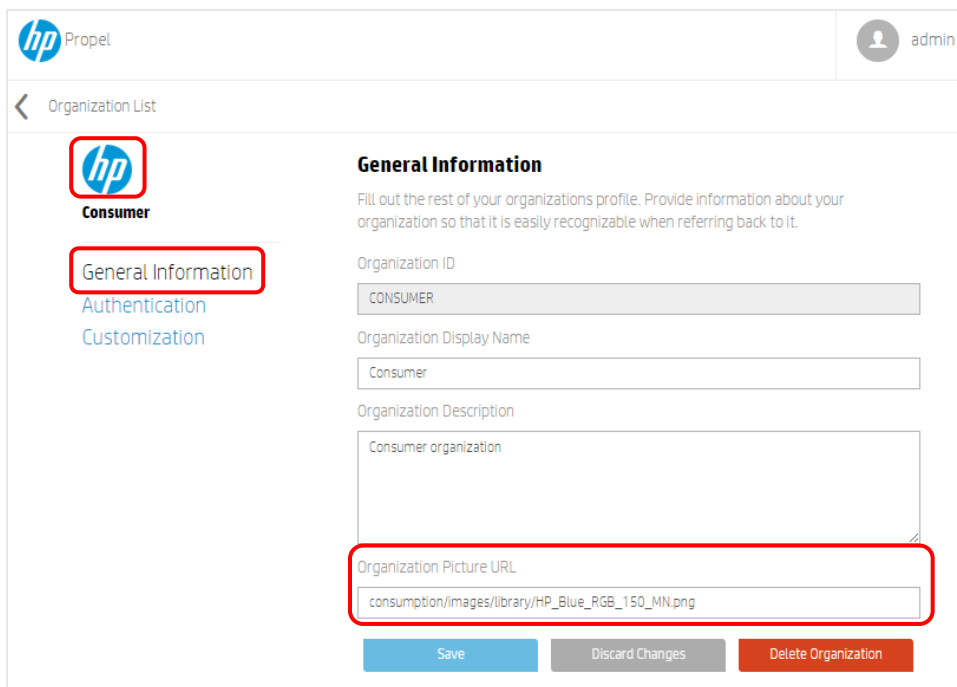 hp Propel
admin
Organization List
hp
Consumer
General Information
Authentication
Customization
General Information
Fill out the rest of your organizations profile. Provide information about your
organization so that it is easily recognizable when referring back to it.
Organization ID
CONSUMER
Organization Display Name
Consumer
Organization Description
Consumer organization
Organization Picture URL
consumption/images/library/HP_Blue_RGB_150_MN.png
Save
Discard Changes
Delete Organization